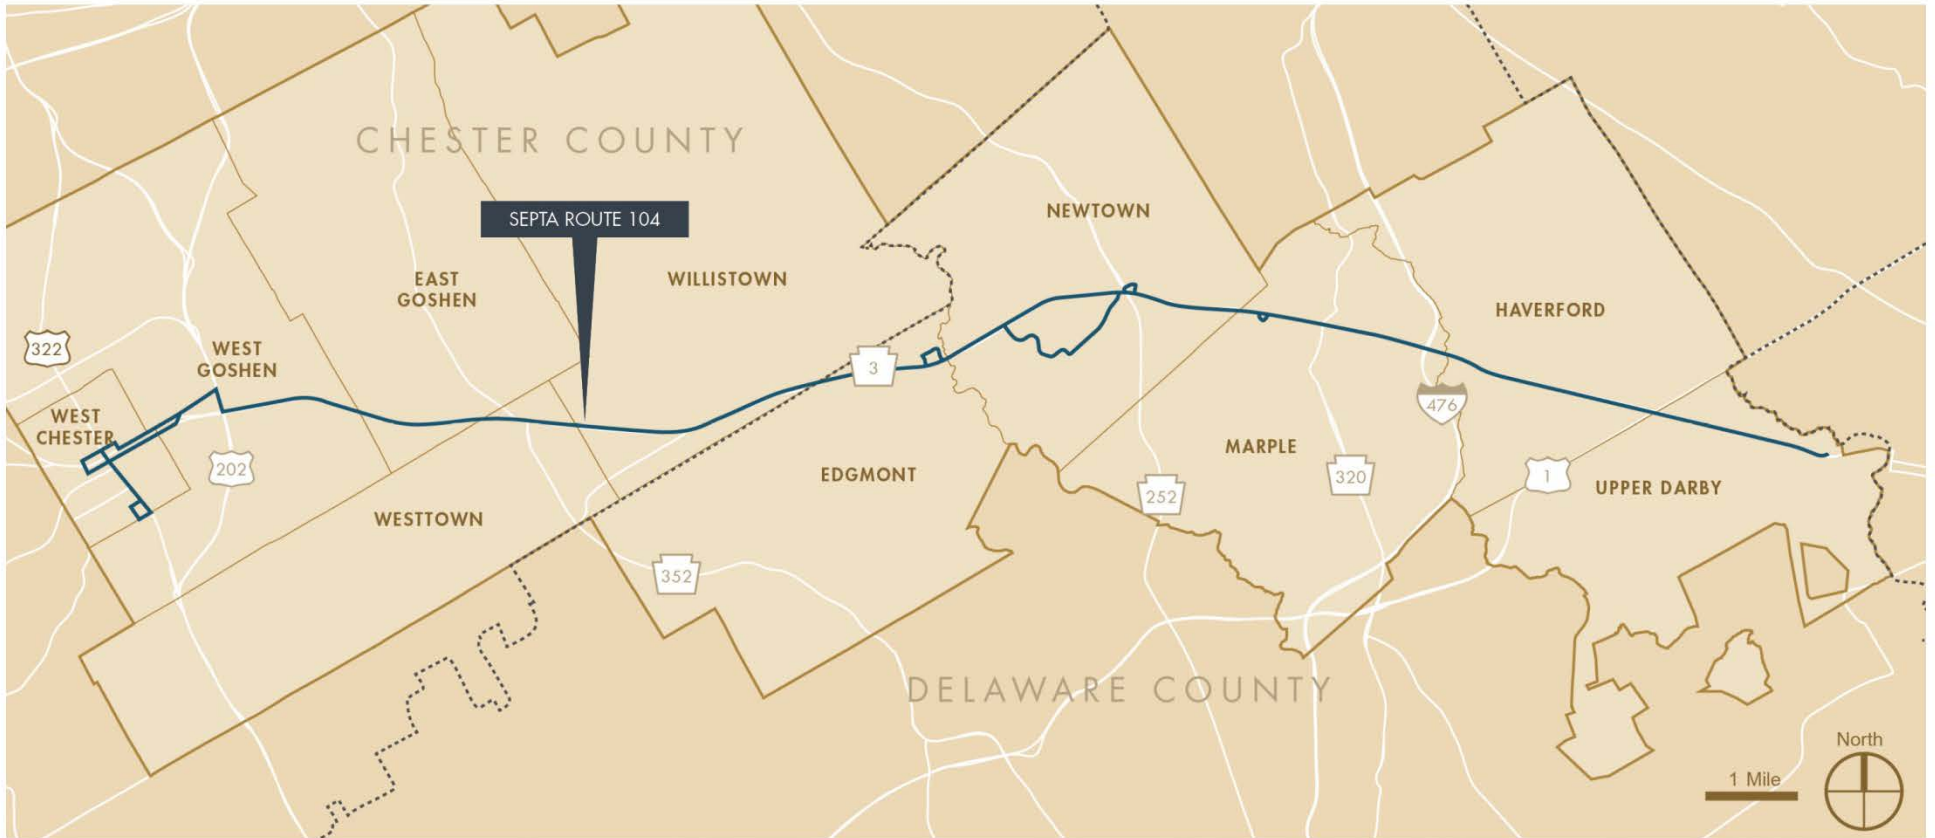 CHESTER COUNTY
SEPTA ROUTE 104
NEWTOWN
EAST
GOSHEN
WILLISTOWN
HAVERFORD
322
WEST
GOSHEN
3
WEST
CHESTER
476
202
EDGMONT
MARPLE
320
1
UPPER DARBY
252
WESTTOWN
352
DELAWARE COUNTY
North
1 Mile